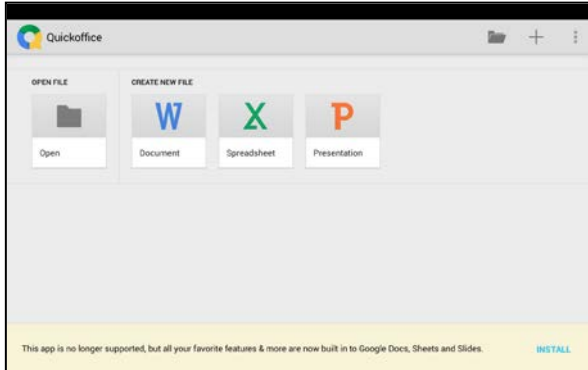 Quickoffice
OPEN FILE
CREATE NEW FILE
W
X
P
Open
Document
Spreadsheet
Presentation
This app is no longer supported, but all your favorite features & more are now built in to Google Docs, Sheets and Slides.
INSTALL